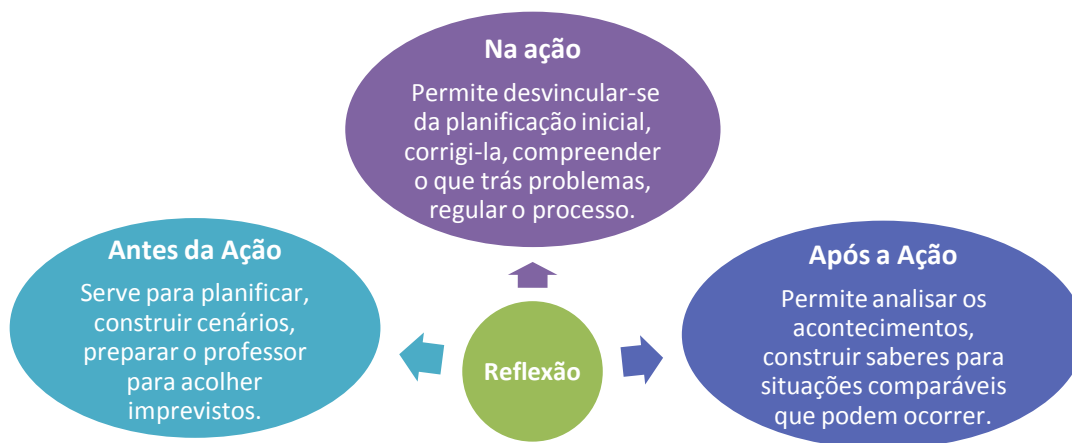 Na ação
Permite desvincular-se
da planificação inicial,
corrigi-la, compreender
o que trás problemas,
regular o processo.
Antes da Ação
Serve para planificar,
construir cenários,
preparar o professor
para acolher
imprevistos.
Reflexão
Após a Ação
Permite analisar os
acontecimentos,
construir saberes para
situações comparáveis
que podem ocorrer.